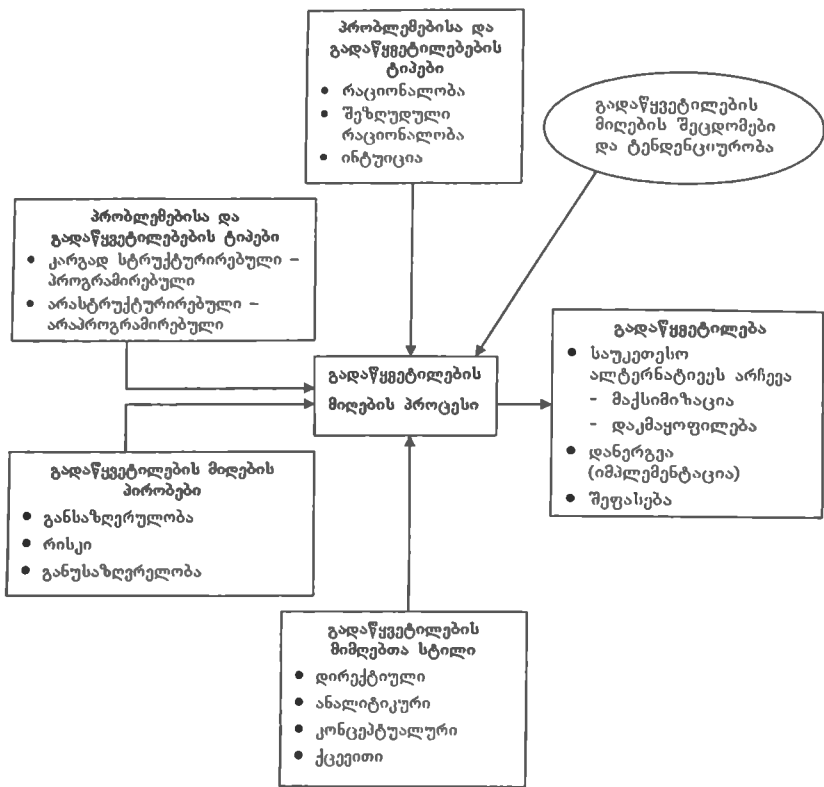 პრობლემებისა და
გადაწყვეტილებების
ტიპები
• რაციონალობა
• შეზღუდული
რაციონალობა
• ინტუიცია
გადაწყვეტილების
მიღების შეცდომები
და ტენდენციურობა
პრობლემებისა და
გადაწყვეტილებების ტიპები
• კარგად სტრუქტურირებული –
პროგრამირებული
• არასტრუქტურირებული –
არაპროგრამირებული
გადაწყვეტილების
მიღების პროცესი
გადაწყვეტილება
• საუკეთესო
ალტერნატივეს არჩევა
- მაქსიმიზაცია
- დაკმაყოფილება
• დანერგვა
(იმპლემენტაცია)
• შეფასება
გადაწყვეტილების მიღების
პირობები
• განსაზღვრულობა
• რისკი
• განუსაზღვრელობა
გადაწყვეტილების
მიმღებთა სტილი
• დირექტიული
• ანალიტიკური
• კონცეპტუალური
• ქცევითი